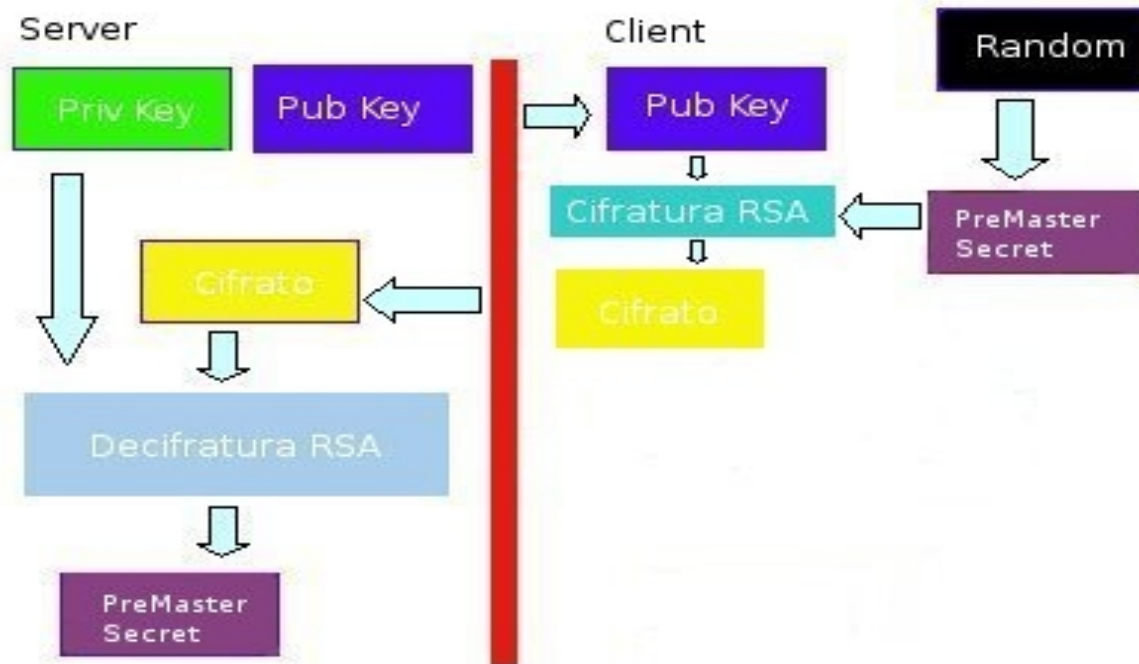 Server
Client
Random
Priv Key
Pub Key
Pub Key
Cifratura RSA
PreMaster
Secret
Cifrato
Cifrato
Decifratura RSA
PreMaster
Secret